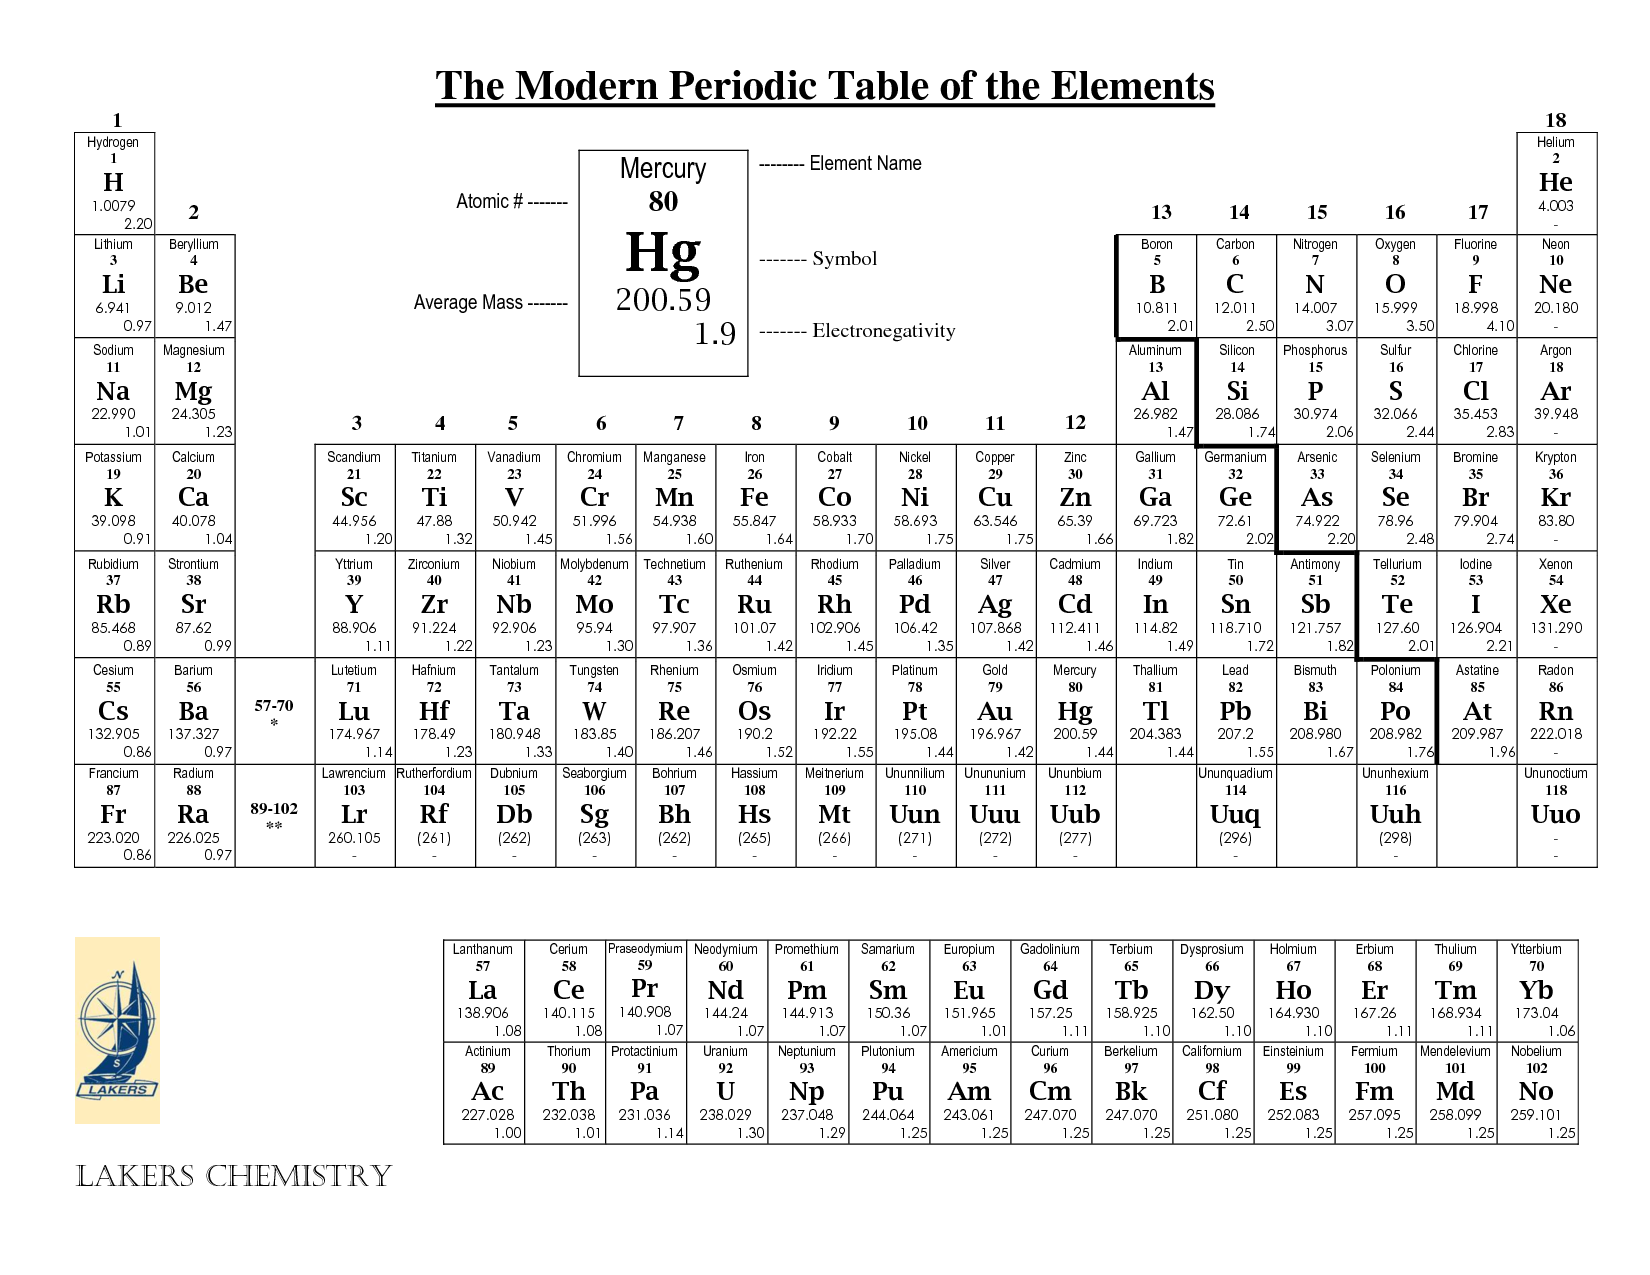 The Modern Periodic Table of the Elements
1 18
Hydrogen Helium
1 2
H He
1.0079 4.003
2.20 -
2 13 14 15 16 17
Mercury -------- Element Name
Atomic # ------- 80
Hg ------- Symbol
Average Mass ------- 200.59
1.9 ------- Electronegativity
Lithium Beryllium Boron Carbon Nitrogen Oxygen Fluorine Neon
3 4 5 6 7 8 9 10
Li Be B C N O F Ne
6.941 9.012 10.811 12.011 14.007 15.999 18.998 20.180
0.97 1.47 2.01 2.50 3.07 3.50 4.10 -
Sodium Magnesium Aluminum Silicon Phosphorus Sulfur Chlorine Argon
11 12 13 14 15 16 17 18
Na Mg Al Si P S Cl Ar
22.990 24.305 26.982 28.086 30.974 32.066 35.453 39.948
1.01 1.23 1.47 1.74 2.06 2.44 2.83 -
3 4 5 6 7 8 9 10 11 12
Potassium Calcium Scandium Titanium Vanadium Chromium Manganese Iron Cobalt Nickel Copper Zinc Gallium Germanium Arsenic Selenium Bromine Krypton
19 20 21 22 23 24 25 26 27 28 29 30 31 32 33 34 35 36
K Ca Sc Ti V Cr Mn Fe Co Ni Cu Zn Ga Ge As Se Br Kr
39.098 40.078 44.956 47.88 50.942 51.996 54.938 55.847 58.933 58.693 63.546 65.39 69.723 72.61 74.922 78.96 79.904 83.80
0.91 1.04 1.20 1.32 1.45 1.56 1.60 1.64 1.70 1.75 1.75 1.66 1.82 2.02 2.20 2.48 2.74 -
Rubidium Strontium Yttrium Zirconium Niobium Molybdenum Technetium Ruthenium Rhodium Palladium Silver Cadmium Indium Tin Antimony Tellurium Iodine Xenon
37 38 39 40 41 42 43 44 45 46 47 48 49 50 51 52 53 54
Rb Sr Y Zr Nb Mo Tc Ru Rh Pd Ag Cd In Sn Sb Te I Xe
85.468 87.62 88.906 91.224 92.906 95.94 97.907 101.07 102.906 106.42 107.868 112.411 114.82 118.710 121.757 127.60 126.904 131.290
0.89 0.99 1.11 1.22 1.23 1.30 1.36 1.42 1.45 1.35 1.42 1.46 1.49 1.72 1.82 2.01 2.21 -
Cesium Barium Lutetium Hafnium Tantalum Tungsten Rhenium Osmium Iridium Platinum Gold Mercury Thallium Lead Bismuth Polonium Astatine Radon
55 56 57-70 71 72 73 74 75 76 77 78 79 80 81 82 83 84 85 86
Cs Ba * Lu Hf Ta W Re Os Ir Pt Au Hg Tl Pb Bi Po At Rn
132.905 137.327 174.967 178.49 180.948 183.85 186.207 190.2 192.22 195.08 196.967 200.59 204.383 207.2 208.980 208.982 209.987 222.018
0.86 0.97 1.14 1.23 1.33 1.40 1.46 1.52 1.55 1.44 1.42 1.44 1.44 1.55 1.67 1.76 1.96 -
Francium Radium Lawrencium Rutherfordium Dubnium Seaborgium Bohrium Hassium Meitnerium Ununnilium Unununium Ununbium Ununquadium Ununhexium Ununoctium
87 88 89-102 103 104 105 106 107 108 109 110 111 112 114 116 118
Fr Ra ** Lr Rf Db Sg Bh Hs Mt Uun Uuu Uub Uuq Uuh Uuo
223.020 226.025 260.105 (261) (262) (263) (262) (265) (266) (271) (272) (277) (296) (298) -
0.86 0.97 - - - - - - - - - - - - -
Lanthanum Cerium Praseodymium Neodymium Promethium Samarium Europium Gadolinium Terbium Dysprosium Holmium Erbium Thulium Ytterbium
57 58 59 60 61 62 63 64 65 66 67 68 69 70
La Ce Pr Nd Pm Sm Eu Gd Tb Dy Ho Er Tm Yb
138.906 140.115 140.908 144.24 144.913 150.36 151.965 157.25 158.925 162.50 164.930 167.26 168.934 173.04
1.08 1.08 1.07 1.07 1.07 1.07 1.01 1.11 1.10 1.10 1.10 1.11 1.11 1.06
Actinium Thorium Protactinium Uranium Neptunium Plutonium Americium Curium Berkelium Californium Einsteinium Fermium Mendelevium Nobelium
89 90 91 92 93 94 95 96 97 98 99 100 101 102
Ac Th Pa U Np Pu Am Cm Bk Cf Es Fm Md No
227.028 232.038 231.036 238.029 237.048 244.064 243.061 247.070 247.070 251.080 252.083 257.095 258.099 259.101
1.00 1.01 1.14 1.30 1.29 1.25 1.25 1.25 1.25 1.25 1.25 1.25 1.25 1.25
N
S
LAKERS
LAKERS CHEMISTRY